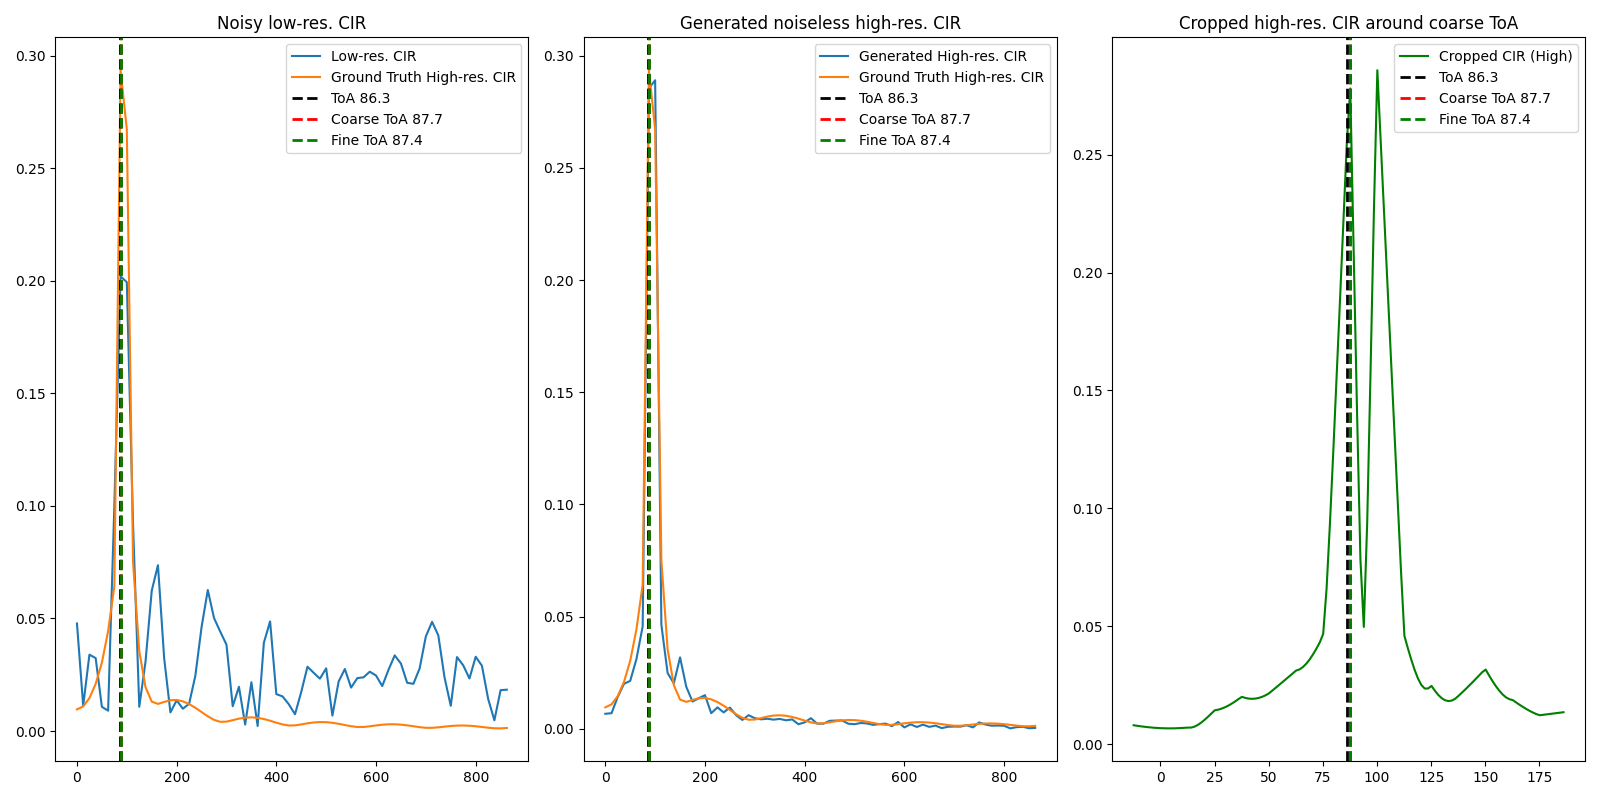 Noisy low-res. CIR
0.30
0.25
0.20
0.15
0.10
0.05
0.00
0 200 400 600 800
Low-res. CIR
Ground Truth High-res. CIR
ToA 86.3
Coarse ToA 87.7
Fine ToA 87.4
Generated noiseless high-res. CIR
0.30
0.25
0.20
0.15
0.10
0.05
0.00
0 200 400 600 800
Generated High-res. CIR
Ground Truth High-res. CIR
ToA 86.3
Coarse ToA 87.7
Fine ToA 87.4
Cropped high-res. CIR around coarse ToA
0.25
0.20
0.15
0.10
0.05
0.00
0 25 50 75 100 125 150 175
Cropped CIR (High)
ToA 86.3
Coarse ToA 87.7
Fine ToA 87.4